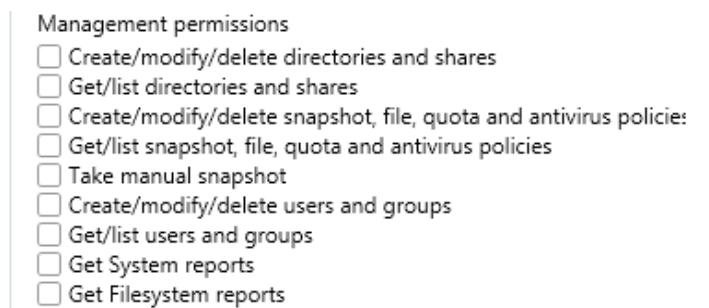 Management permissions
Create/modify/delete directories and shares
Get/list directories and shares
Create/modify/delete snapshot, file, quota and antivirus policies
Get/list snapshot, file, quota and antivirus policies
Take manual snapshot
Create/modify/delete users and groups
Get/list users and groups
Get System reports
Get Filesystem reports